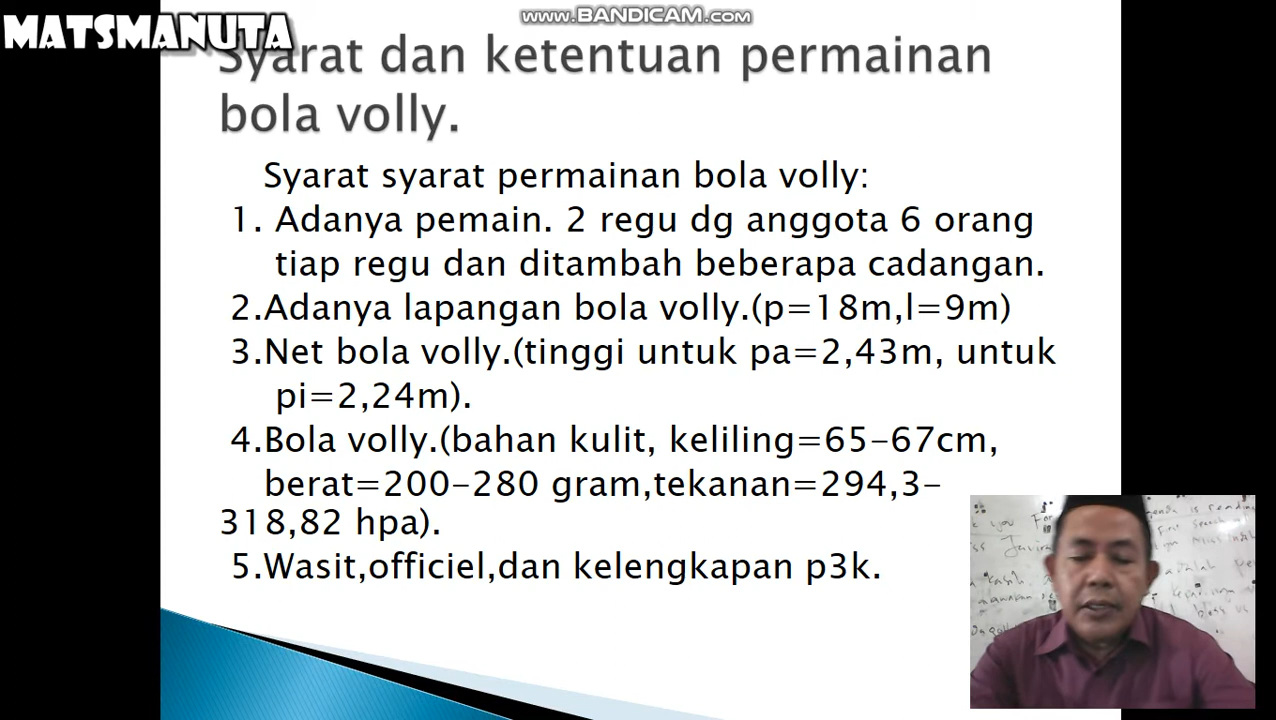 www.BANDICAM.com
MATSMANUTA
Syarat dan ketentuan permainan
bola volly.
Syarat syarat permainan bola volly:
1. Adanya pemain. 2 regu dg anggota 6 orang
tiap regu dan ditambah beberapa cadangan.
2.Adanya lapangan bola volly.(p=18m,l=9m)
3.Net bola volly.(tinggi untuk pa=2,43m, untuk
pi=2,24m).
4.Bola volly.(bahan kulit, keliling=65-67cm,
berat=200-280 gram,tekanan=294,3-
318,82 hpa).
5.Wasit,officiel,dan kelengkapan p3k.